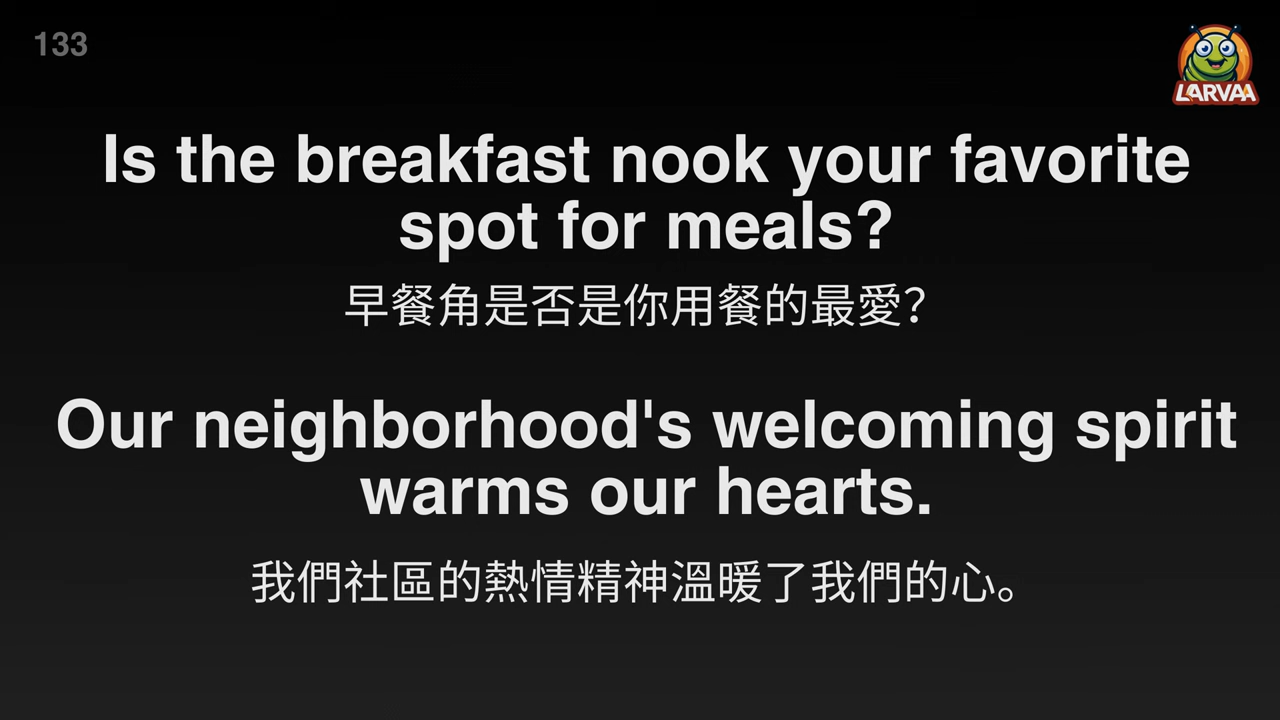 133
LARVAA
Is the breakfast nook your favorite
spot for meals?
早餐角是否是你用餐的最愛？
Our neighborhood's welcoming spirit
warms our hearts.
我們社區的熱情精神溫暖了我們的心。